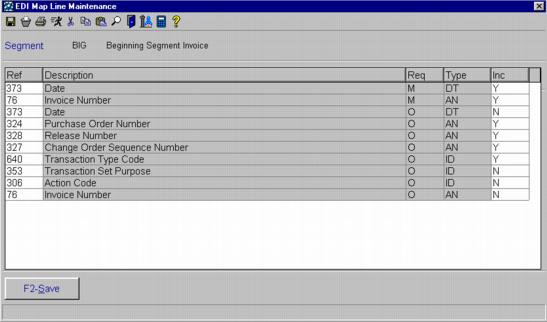 EDI Map Line Maintenance
Segment BIG Beginning Segment Invoice
Ref Description Req Type Inc
373 Date M DT Y
76 Invoice Number M AN Y
373 Date O DT N
324 Purchase Order Number O AN Y
328 Release Number O AN Y
327 Change Order Sequence Number O AN Y
640 Transaction Type Code O ID Y
353 Transaction Set Purpose O ID N
306 Action Code O ID N
76 Invoice Number O AN N
F2-Save